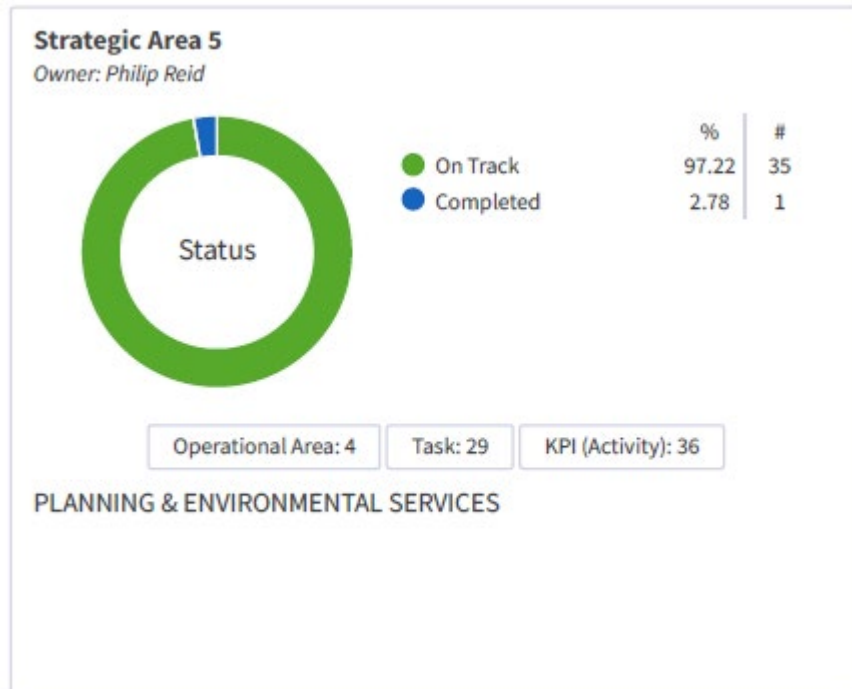 Strategic Area 5
Owner: Philip Reid
% #
On Track 97.22 35
Completed 2.78 1
Status
Operational Area: 4 Task: 29 KPI (Activity): 36
PLANNING & ENVIRONMENTAL SERVICES